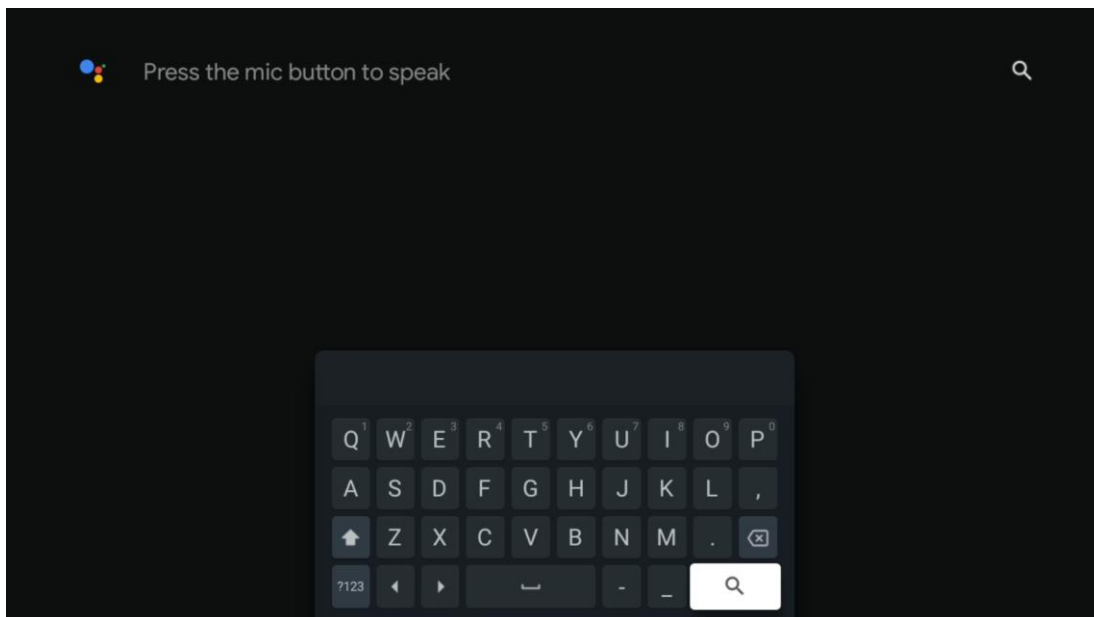 Press the mic button to speak
Q1 W2 E3 R4 T5 Y6 U7 I8 O9 P0
A S D F G H J K L ,
Z X C V B N M .
?123 - _